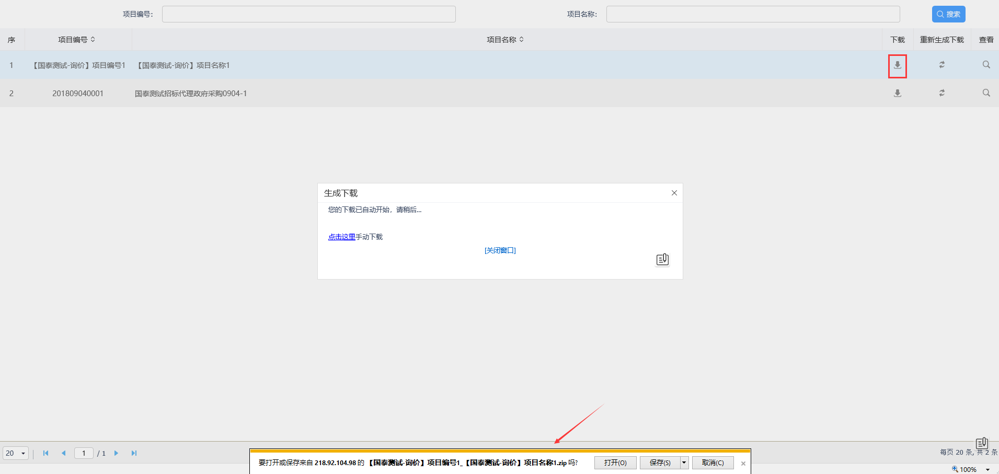 项目编号： 项目名称： 搜索
序 项目编号 项目名称 下载 重新生成下载 查看
1 【国泰测试-询价】项目编号1 【国泰测试-询价】项目名称1
2 201809040001 国泰测试招标代理政府采购0904-1
生成下载
您的下载已自动开始，请稍后...
点击这里手动下载
[关闭窗口]
20 1 / 1 每页 20 条, 共 2 条
要打开或保存来自 218.92.104.98 的 【国泰测试-询价】项目编号1_【国泰测试-询价】项目名称1.zip 吗? 打开(O) 保存(S) 取消(C)
100%